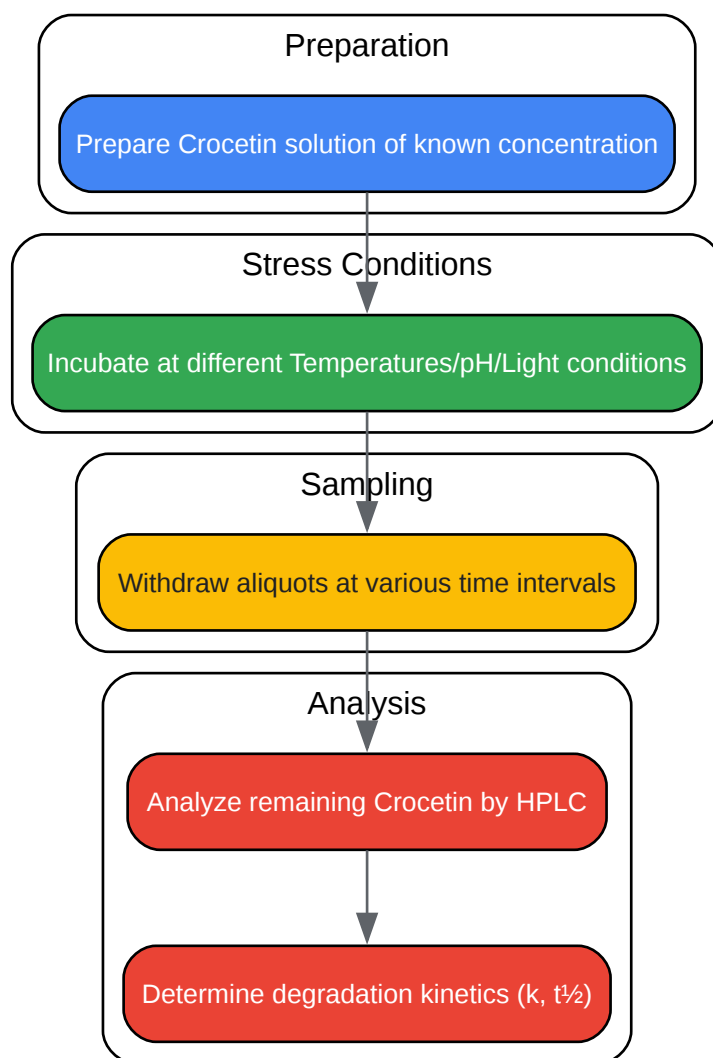 Preparation
Prepare Crocetin solution of known concentration
Stress Conditions
Incubate at different Temperatures/pH/Light conditions
Sampling
Withdraw aliquots at various time intervals
Analysis
Analyze remaining Crocetin by HPLC
Determine degradation kinetics (k, t½)